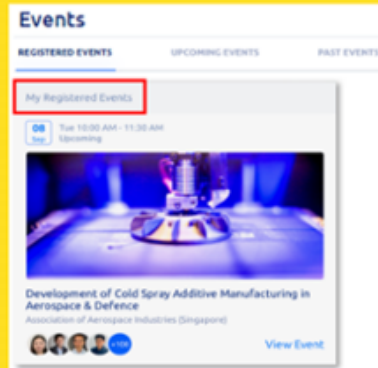 Events
REGISTERED EVENTS UPCOMING EVENTS PAST EVENTS
My Registered Events
08 Tue 10:00 AM - 11:30 AM
Sep Upcoming
Development of Cold Spray Additive Manufacturing in
Aerospace & Defence
Association of Aerospace Industries (Singapore)
View Event